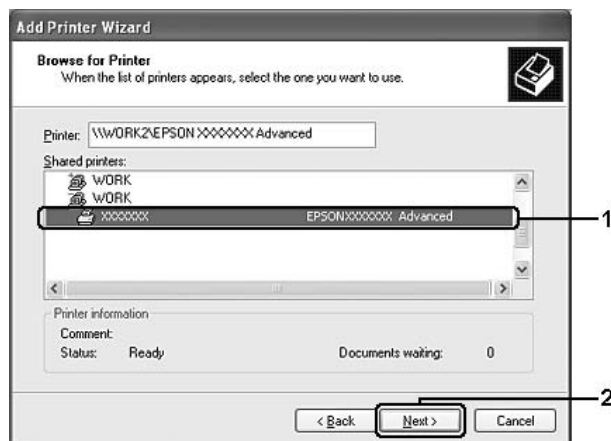 Add Printer Wizard
Browse for Printer
When the list of printers appears, select the one you want to use.
Printer: \\WORK2\EPSON XXXXXXX Advanced
Shared printers:
WORK
WORK
XXXXXXX EPSONXXXXXXX Advanced
1
Printer information
Comment:
Status: Ready Documents waiting: 0
2
< Back Next > Cancel